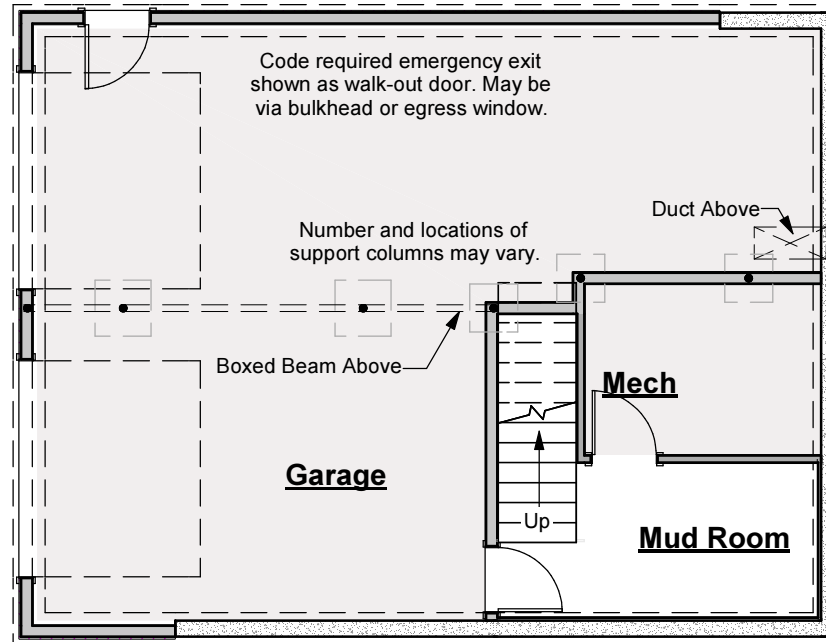 Code required emergency exit
shown as walk-out door. May be
via bulkhead or egress window.
Duct Above
Number and locations of
support columns may vary.
Boxed Beam Above
Mech
Garage
Up
Mud Room